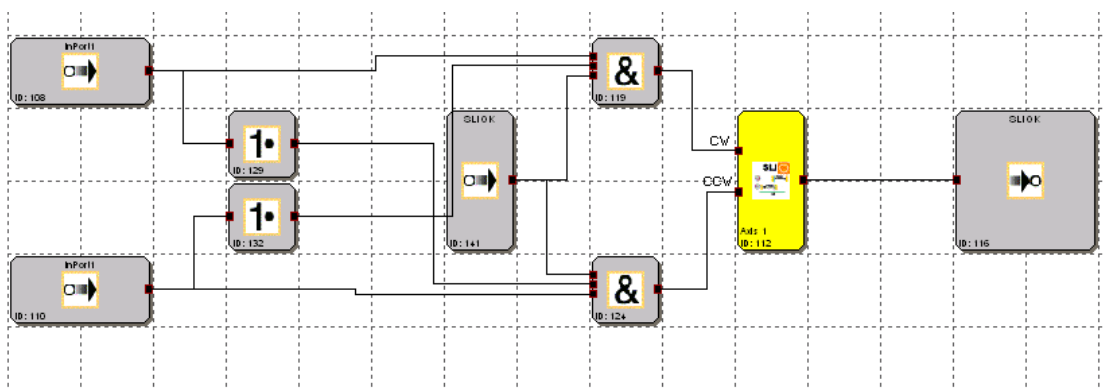 InPort1
ID: 108
&
ID: 119
1
ID: 129
SLIOK
ID: 141
CW
CCW
SLI
Axis 1
ID: 112
SLIOK
ID: 116
1
ID: 132
InPort1
ID: 110
&
ID: 124